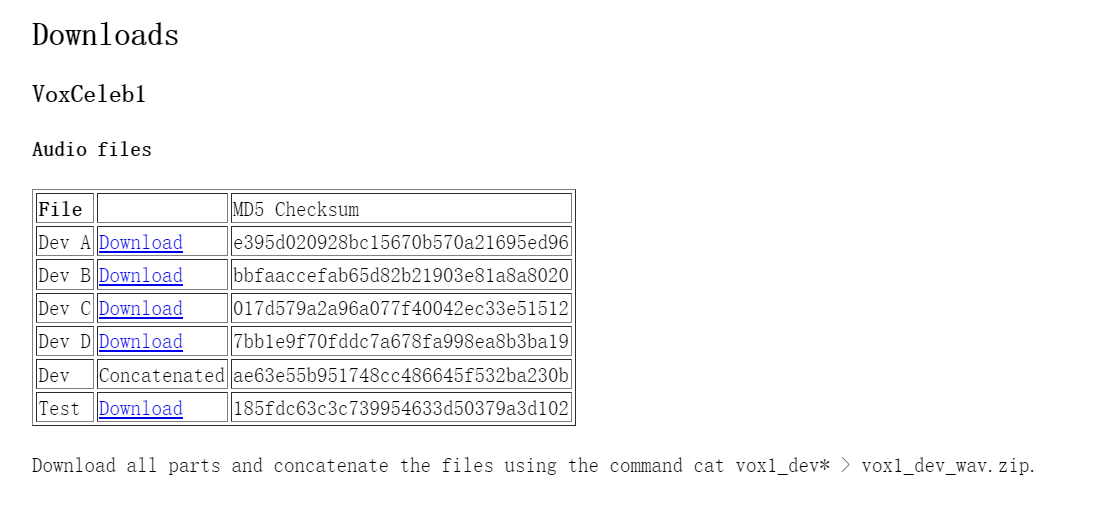 Downloads
VoxCeleb1
Audio files
File MD5 Checksum
Dev A Download e395d020928bc15670b570a21695ed96
Dev B Download bbfaaccefab65d82b21903e81a8a8020
Dev C Download 017d579a2a96a077f40042ec33e51512
Dev D Download 7bb1e9f70fddc7a678fa998ea8b3ba19
Dev Concatenated ae63e55b951748cc486645f532ba230b
Test Download 185fdc63c3c739954633d50379a3d102
Download all parts and concatenate the files using the command cat vox1_dev* > vox1_dev_wav.zip.